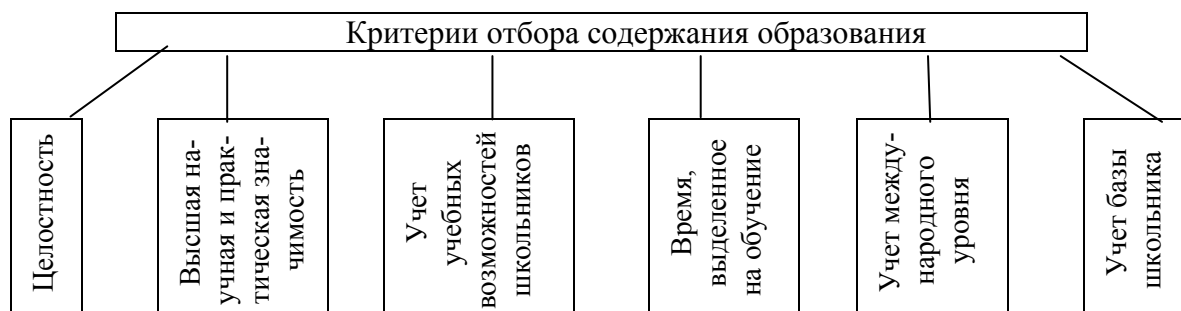 Критерии отбора содержания образования
Целостность
Высшая на-
учная и прак-
тическая зна-
чимость
Учет
учебных
возможностей
школьников
Время,
выделенное
на обучение
Учет между-
народного
уровня
Учет базы
школьника